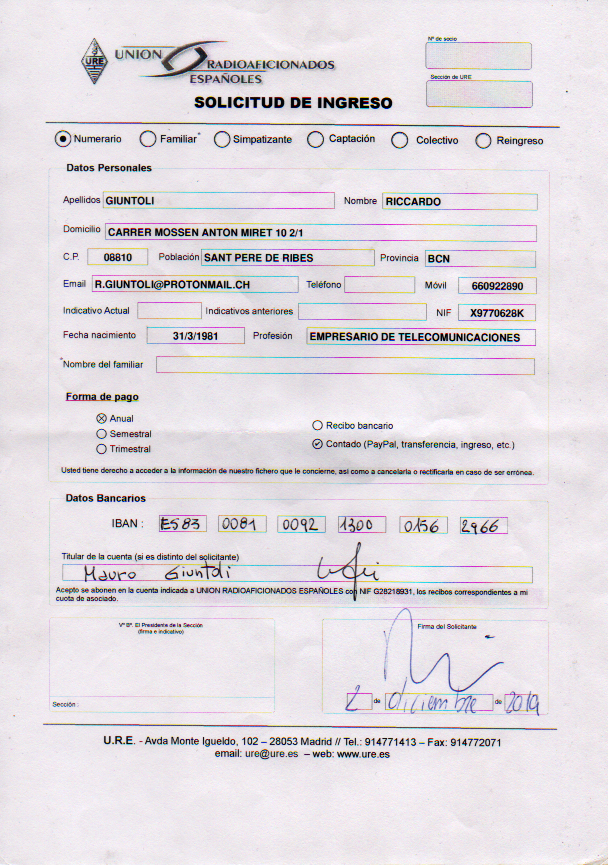 Nº de socio
URE
UNION
RADIOAFICIONADOS
ESPAÑOLES
Sección de URE
SOLICITUD DE INGRESO
Numerario Familiar* Simpatizante Captación Colectivo Reingreso
Datos Personales
Apellidos GIUNTOLI Nombre RICCARDO
Domicilio CARRER MOSSEN ANTON MIRET 10 2/1
C.P. 08810 Población SANT PERE DE RIBES Provincia BCN
Email R.GIUNTOLI@PROTONMAIL.CH Teléfono Móvil 660922890
Indicativo Actual Indicativos anteriores NIF X9770628K
Fecha nacimiento 31/3/1981 Profesión EMPRESARIO DE TELECOMUNICACIONES
*Nombre del familiar
Forma de pago
Anual
Semestral
Trimestral
Recibo bancario
Contado (PayPal, transferencia, ingreso, etc.)
Usted tiene derecho a acceder a la información de nuestro fichero que le concierne, así como a cancelarla o rectificarla en caso de ser errónea.
Datos Bancarios
IBAN : ES83 0081 0092 1300 0156 2966
Titular de la cuenta (si es distinto del solicitante)
Mauro Giuntoli
Acepto se abonen en la cuenta indicada a UNION RADIOAFICIONADOS ESPAÑOLES con NIF G28218931, los recibos correspondientes a mi
cuota de asociado.
Vº Bº. El Presidente de la Sección
(firma e indicativo)
Sección :
Firma del Solicitante
2 de diciembre de 2019
U.R.E. - Avda Monte Igueldo, 102 – 28053 Madrid // Tel.: 914771413 – Fax: 914772071
email: ure@ure.es – web: www.ure.es